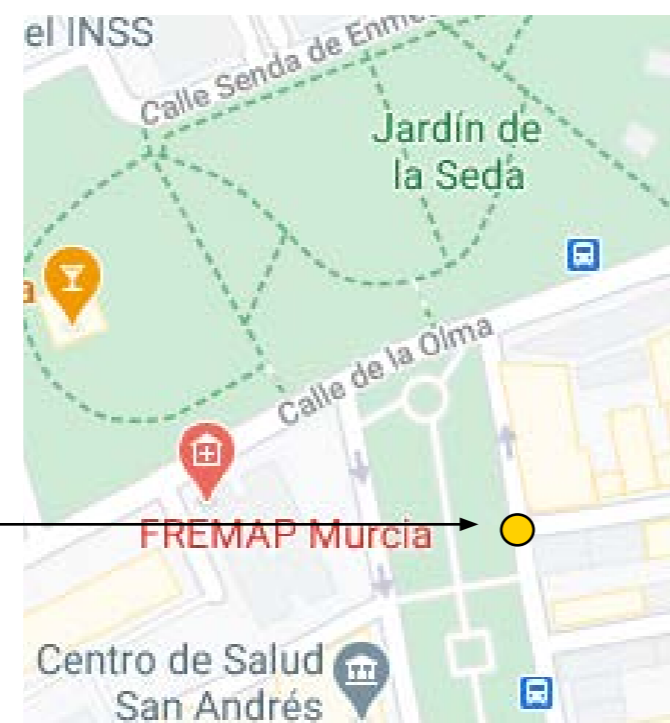 el INSS
Calle Senda de
Jardín de
la Seda
Calle de la Olma
FREMAP Murcia
Centro de Salud
San Andrés